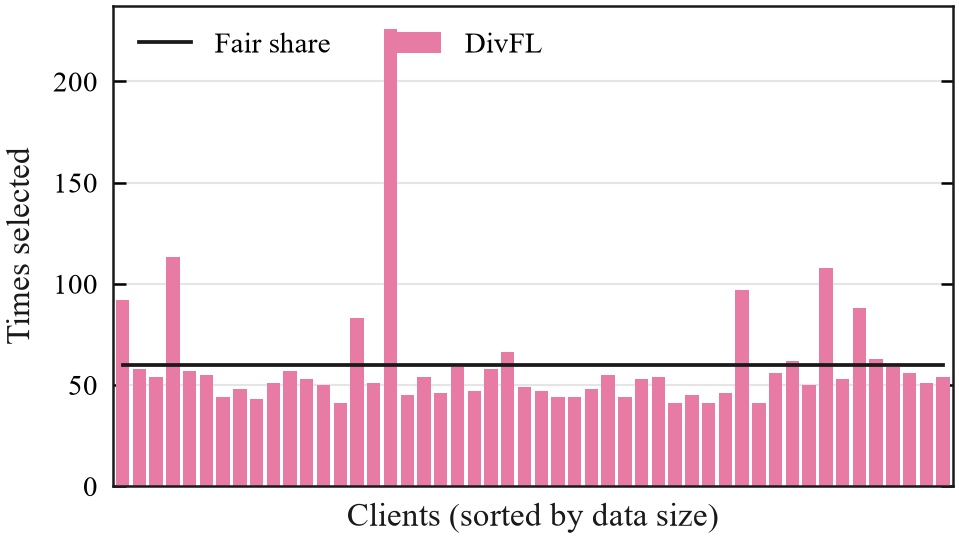 Fair share
DivFL
200
150
100
50
0
Times selected
Clients (sorted by data size)